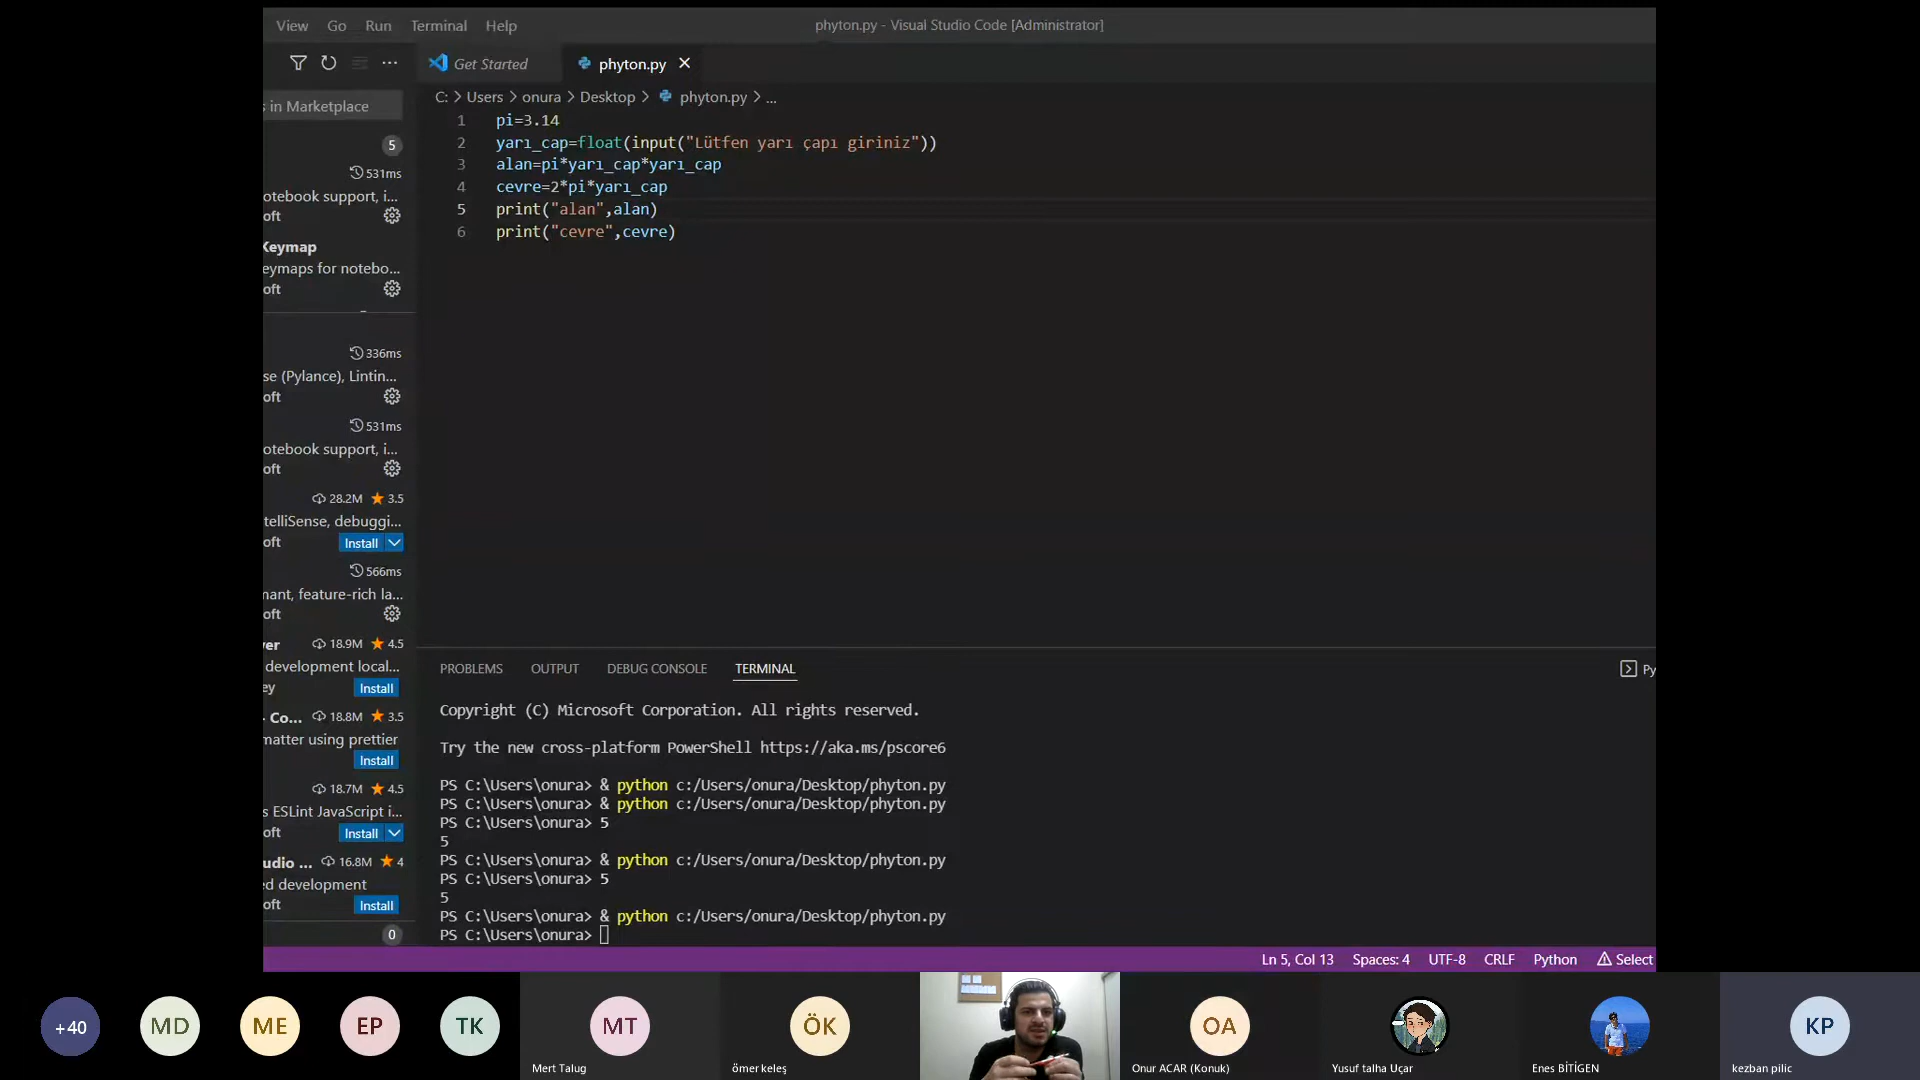 View Go Run Terminal Help
phyton.py - Visual Studio Code [Administrator]
Get Started
phyton.py
s in Marketplace
C: > Users > onura > Desktop > phyton.py > ...
1 pi=3.14
2 yarı_cap=float(input("Lütfen yarı çapı giriniz"))
3 alan=pi*yarı_cap*yarı_cap
4 cevre=2*pi*yarı_cap
5 print("alan",alan)
6 print("cevre",cevre)
5
531ms
otebook support, i...
oft
Keymap
eymaps for notebo...
oft
336ms
se (Pylance), Lintin...
oft
531ms
otebook support, i...
oft
28.2M 3.5
telliSense, debuggi...
oft Install
566ms
nant, feature-rich la...
oft
ver 18.9M 4.5
development local...
ey Install
- Co... 18.8M 3.5
matter using prettier
Install
18.7M 4.5
s ESLint JavaScript i...
oft Install
udio ... 16.8M 4
ed development
oft Install
0
PROBLEMS OUTPUT DEBUG CONSOLE TERMINAL
Py
Copyright (C) Microsoft Corporation. All rights reserved.
Try the new cross-platform PowerShell https://aka.ms/pscore6
PS C:\Users\onura> & python c:/Users/onura/Desktop/phyton.py
PS C:\Users\onura> & python c:/Users/onura/Desktop/phyton.py
PS C:\Users\onura> 5
5
PS C:\Users\onura> & python c:/Users/onura/Desktop/phyton.py
PS C:\Users\onura> 5
5
PS C:\Users\onura> & python c:/Users/onura/Desktop/phyton.py
PS C:\Users\onura>
Ln 5, Col 13 Spaces: 4 UTF-8 CRLF Python Select
+40 MD ME EP TK MT ÖK OA KP
Mert Talug
ömer keleş
Onur ACAR (Konuk)
Yusuf talha Uçar
Enes BİTİGEN
kezban pilic